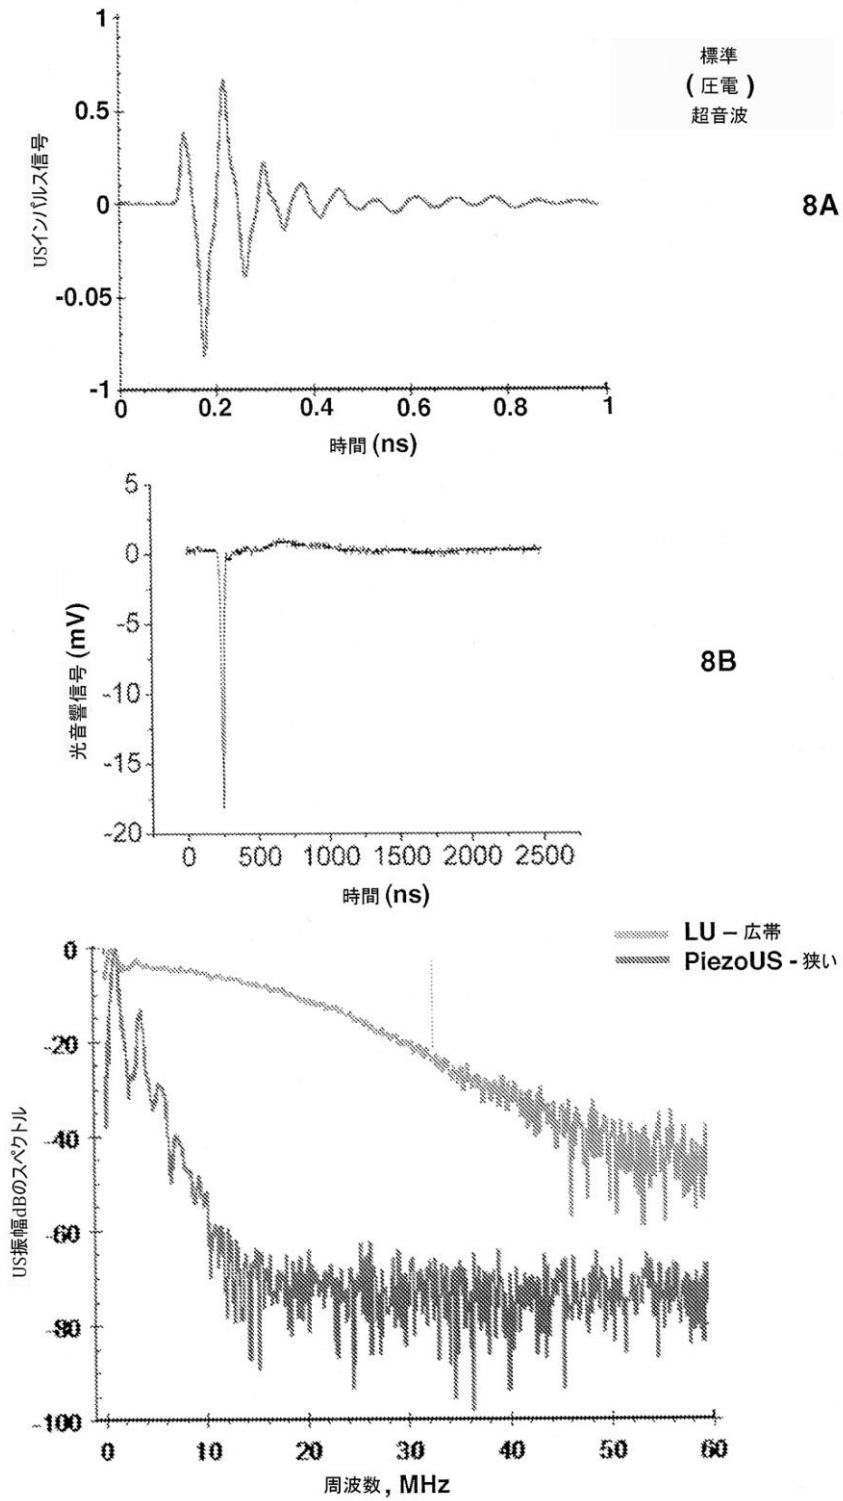 1
0.5
0
-0.05
-1
USインパルス信号
0 0.2 0.4 0.6 0.8 1
時間 (ns)
標準
( 圧電 )
超音波
8A
5
0
-5
-10
-15
-20
光音響信号 (mV)
0 500 1000 1500 2000 2500
時間 (ns)
8B
LU – 広帯
PiezoUS - 狭い
0
-20
-40
-60
-80
-100
US振幅dBのスペクトル
0 10 20 30 40 50 60
周波数 , MHz